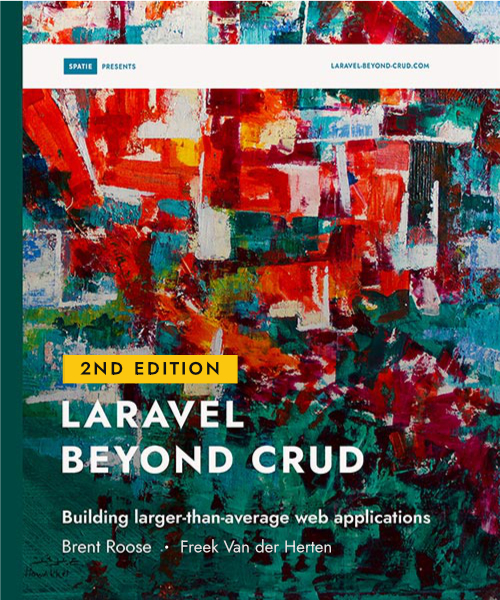 SPATIE PRESENTS LARAVEL-BEYOND-CRUD.COM
2ND EDITION
LARAVEL
BEYOND CRUD
Building larger-than-average web applications
Brent Roose · Freek Van der Herten